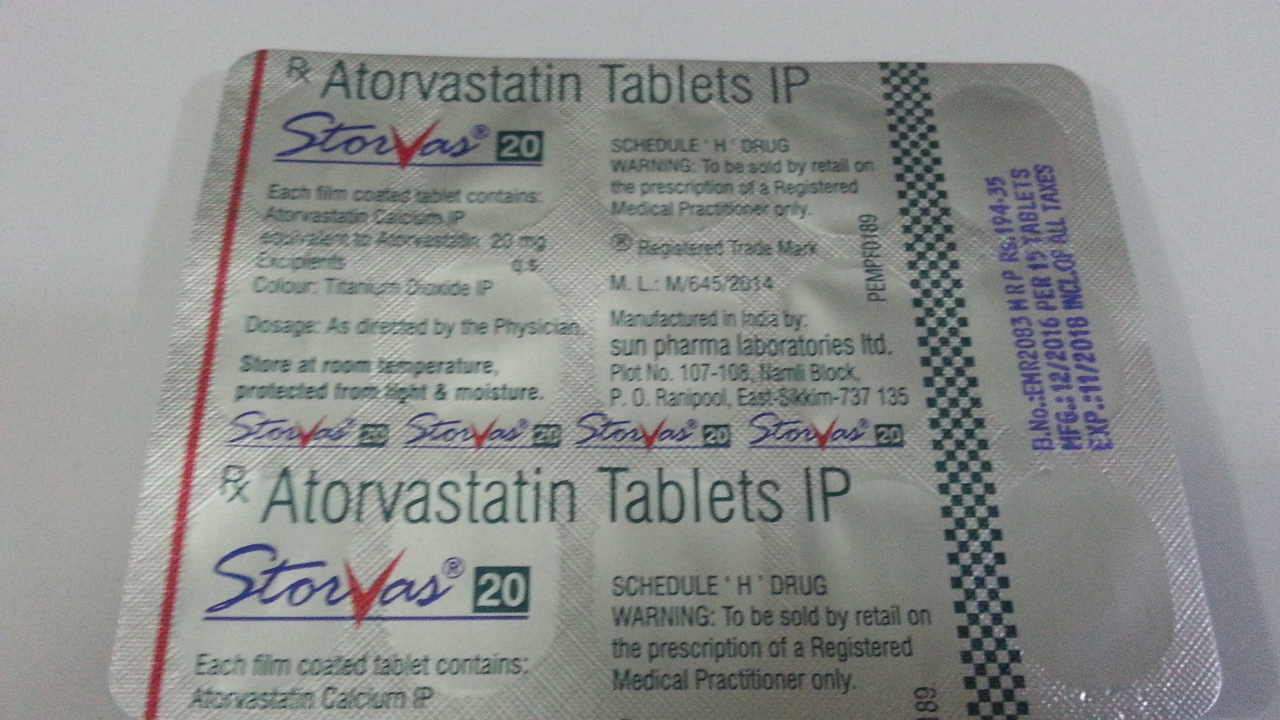 Rx Atorvastatin Tablets IP
Storvas® 20
Each film coated tablet contains:
Atorvastatin Calcium IP
equivalent to Atorvastatin 20 mg
Excipients q.s.
Colour: Titanium Dioxide IP
Dosage: As directed by the Physician.
Store at room temperature,
protected from light & moisture.
SCHEDULE ' H ' DRUG
WARNING: To be sold by retail on
the prescription of a Registered
Medical Practitioner only.
® Registered Trade Mark
M. L.: M/645/2014
Manufactured in India by:
sun pharma laboratories ltd.
Plot No. 107-108, Namli Block,
P. O. Ranipool, East-Sikkim-737 135
PEMPF0189
B.No.:EMR2083 M R P Rs.194-35
MFG.:12/2016 PER 15 TABLETS
EXP.:11/2018 INCL.OF ALL TAXES
Storvas® 20 Storvas® 20 Storvas® 20 Storvas® 20
Rx Atorvastatin Tablets IP
Storvas® 20
Each film coated tablet contains:
Atorvastatin Calcium IP
SCHEDULE ' H ' DRUG
WARNING: To be sold by retail on
the prescription of a Registered
Medical Practitioner only.
189